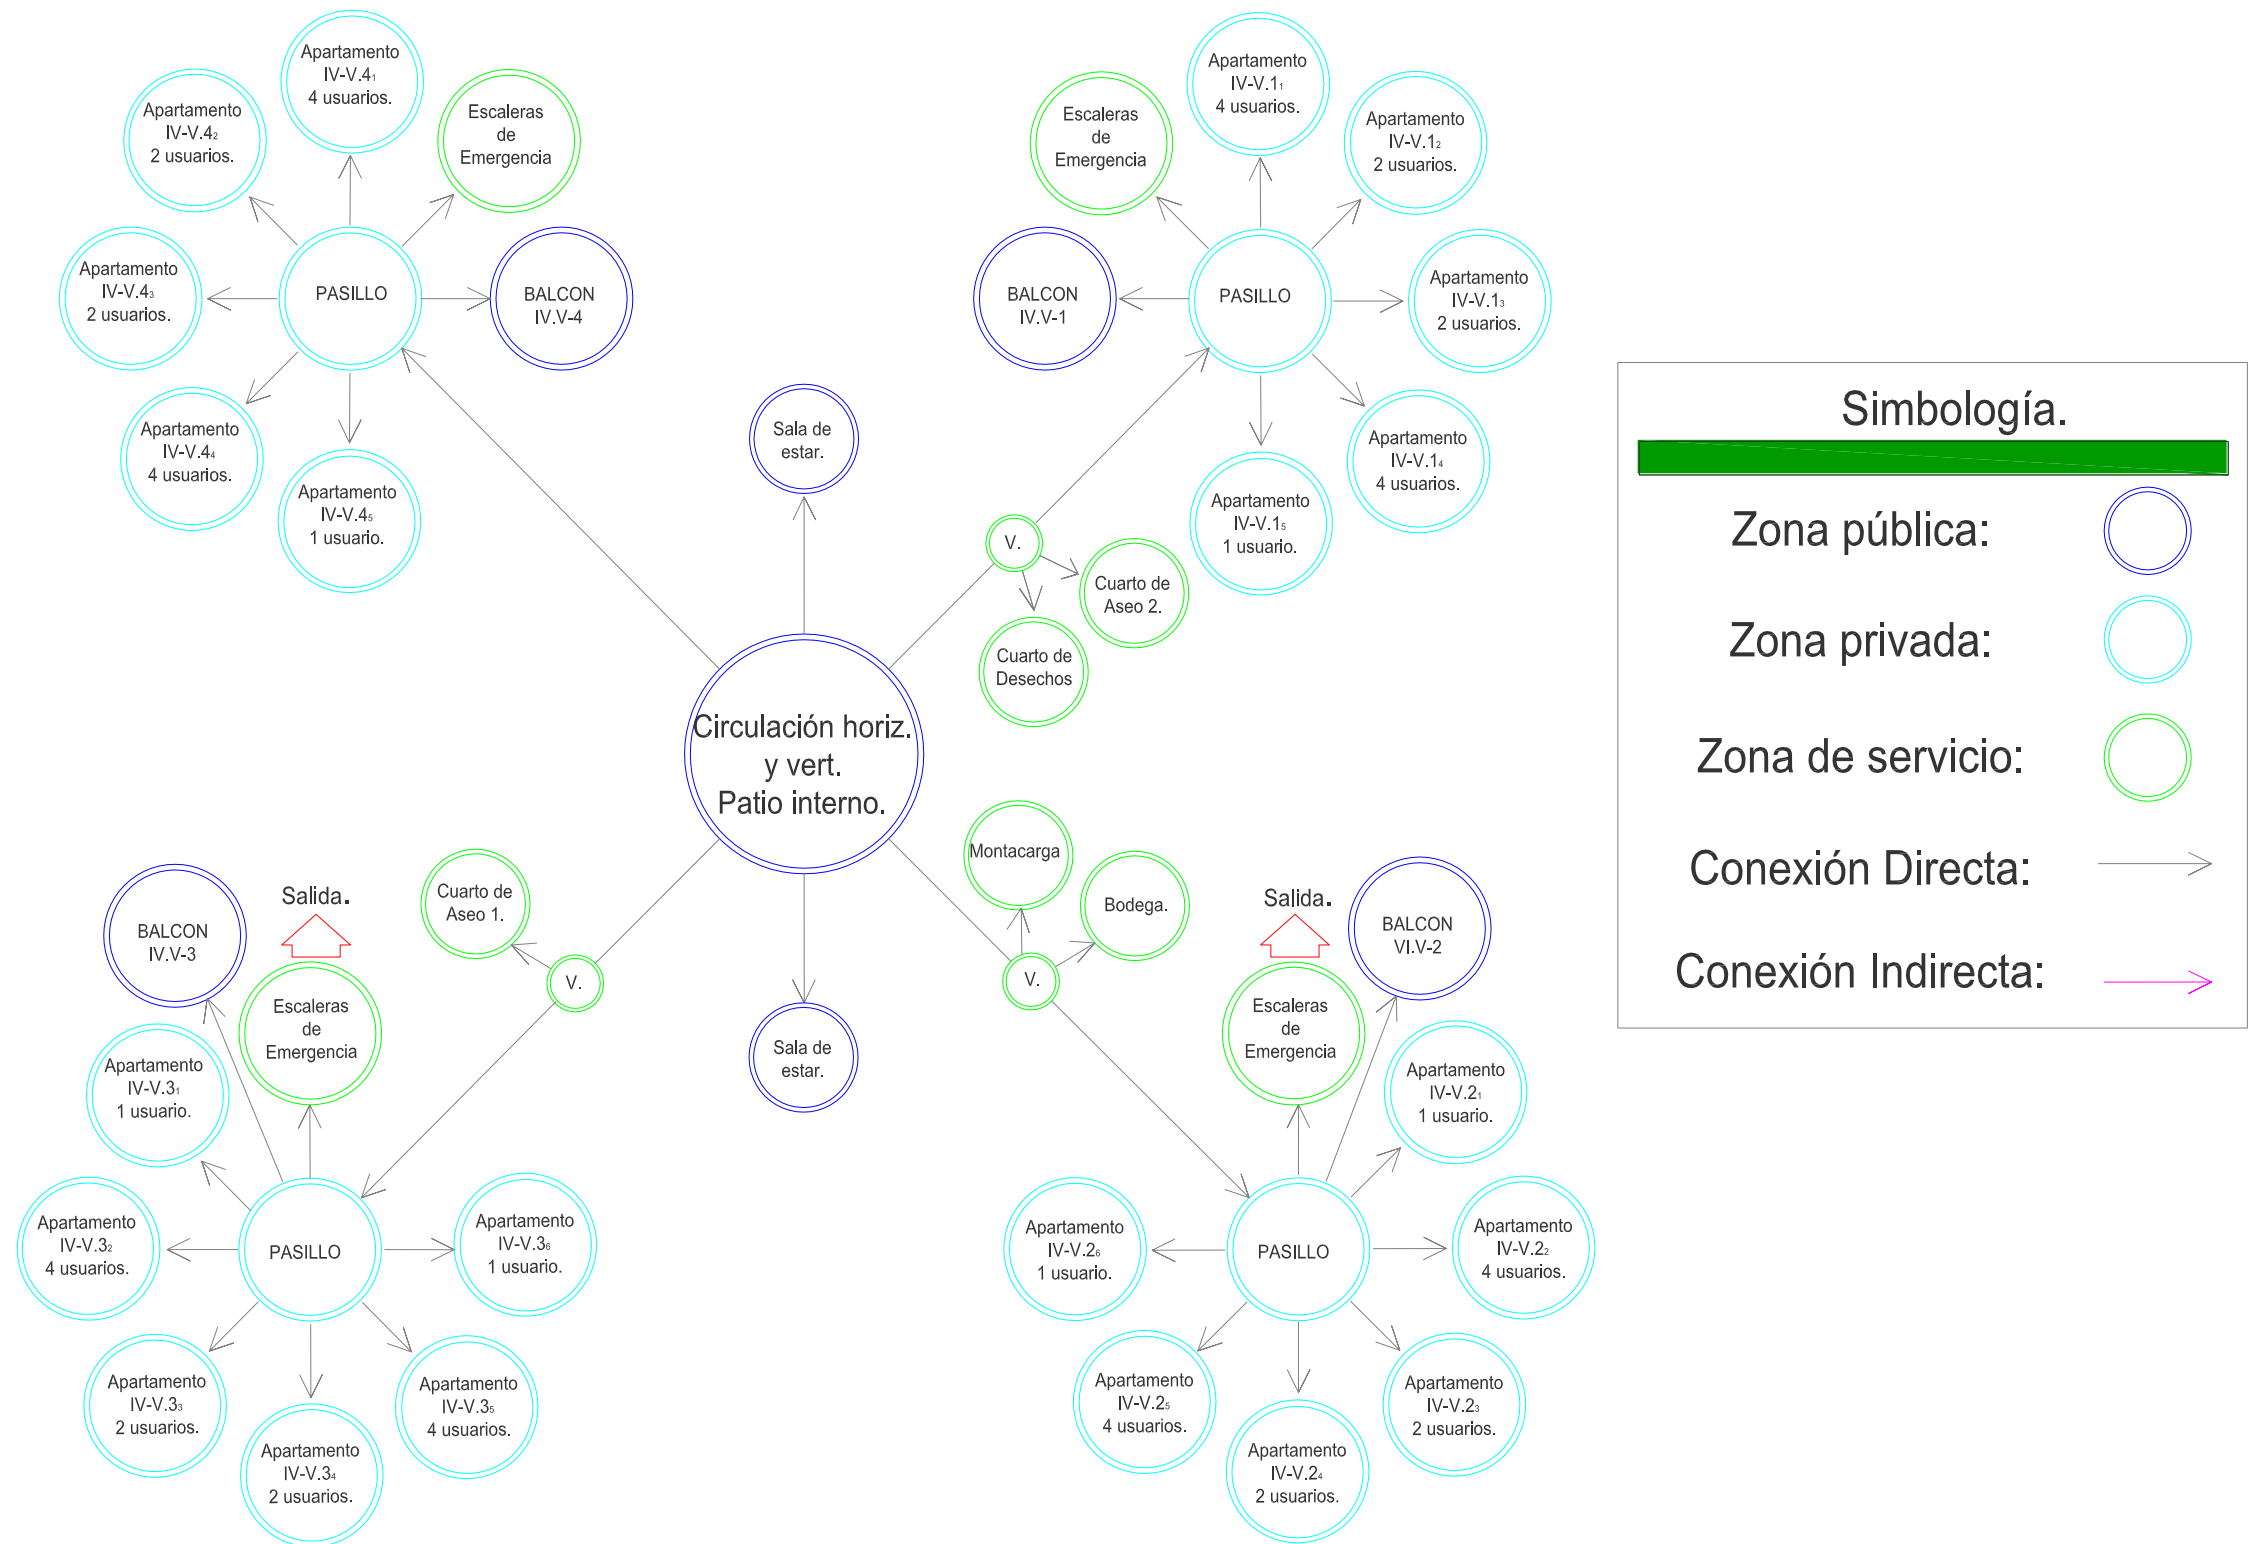 Apartamento
IV-V.4₁
4 usuarios.
Apartamento
IV-V.4₂
2 usuarios.
Escaleras
de
Emergencia
Apartamento
IV-V.4₃
2 usuarios.
PASILLO
BALCON
IV.V-4
Apartamento
IV-V.4₄
4 usuarios.
Apartamento
IV-V.4₅
1 usuario.
Apartamento
IV-V.1₁
4 usuarios.
Escaleras
de
Emergencia
Apartamento
IV-V.1₂
2 usuarios.
BALCON
IV.V-1
PASILLO
Apartamento
IV-V.1₃
2 usuarios.
Apartamento
IV-V.1₄
4 usuarios.
Apartamento
IV-V.1₅
1 usuario.
Sala de
estar.
V.
Cuarto de
Aseo 2.
Cuarto de
Desechos
Circulación horiz.
y vert.
Patio interno.
Cuarto de
Aseo 1.
V.
Sala de
estar.
Montacarga
Bodega.
V.
BALCON
IV.V-3
Salida.
Escaleras
de
Emergencia
Apartamento
IV-V.3₁
1 usuario.
Apartamento
IV-V.3₂
4 usuarios.
PASILLO
Apartamento
IV-V.3₆
1 usuario.
Apartamento
IV-V.3₃
2 usuarios.
Apartamento
IV-V.3₄
2 usuarios.
Apartamento
IV-V.3₅
4 usuarios.
Salida.
BALCON
VI.V-2
Escaleras
de
Emergencia
Apartamento
IV-V.2₁
1 usuario.
Apartamento
IV-V.2₆
1 usuario.
PASILLO
Apartamento
IV-V.2₂
4 usuarios.
Apartamento
IV-V.2₅
4 usuarios.
Apartamento
IV-V.2₄
2 usuarios.
Apartamento
IV-V.2₃
2 usuarios.
Simbología.
Zona pública:
Zona privada:
Zona de servicio:
Conexión Directa:
Conexión Indirecta: